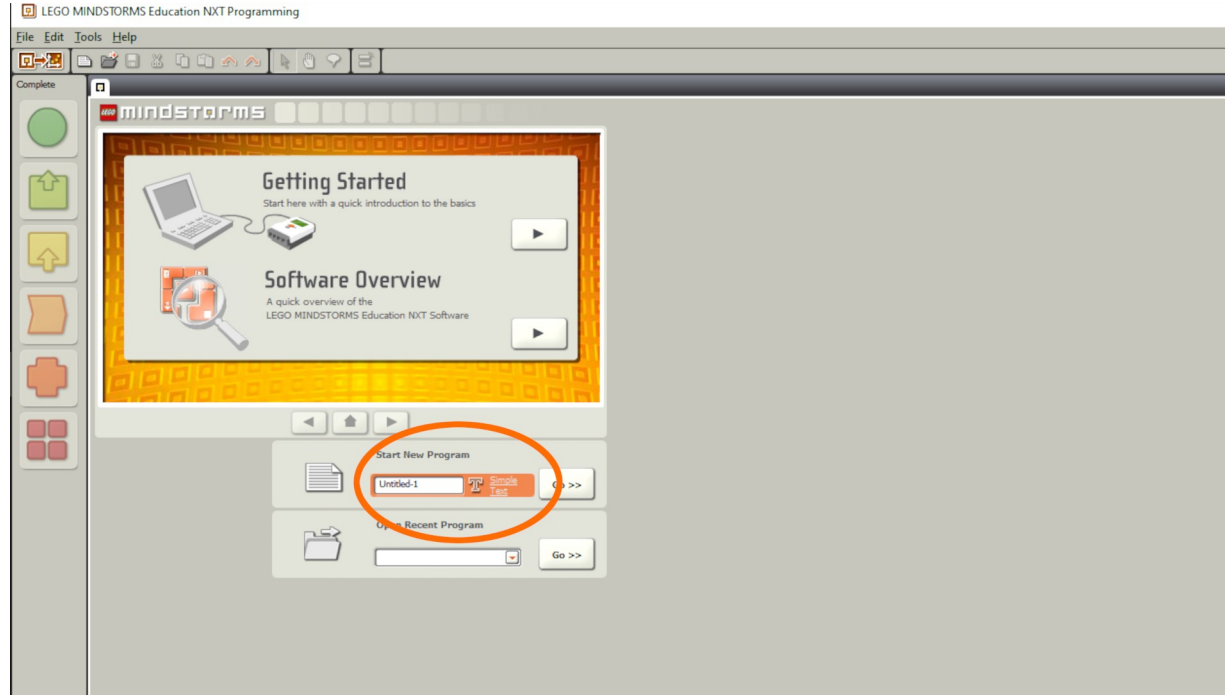 LEGO MINDSTORMS Education NXT Programming
File Edit Tools Help
Complete
LEGO mindstorms
Getting Started
Start here with a quick introduction to the basics
Software Overview
A quick overview of the
LEGO MINDSTORMS Education NXT Software
Start New Program
Untitled-1
T Simple
Text
Go >>
Open Recent Program
Go >>